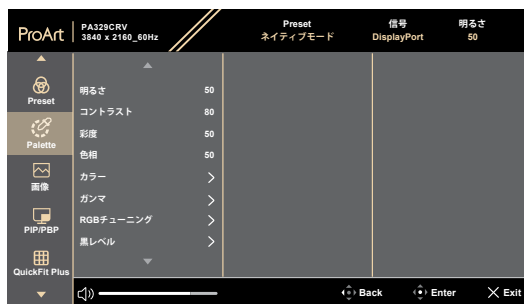 ProArt
PA329CRV
3840 x 2160_60Hz
Preset
ネイティブモード
信号
DisplayPort
明るさ
50
Preset
Palette
画像
PIP/PBP
QuickFit Plus
明るさ 50
コントラスト 80
彩度 50
色相 50
カラー
ガンマ
RGBチューニング
黒レベル
Back
Enter
Exit